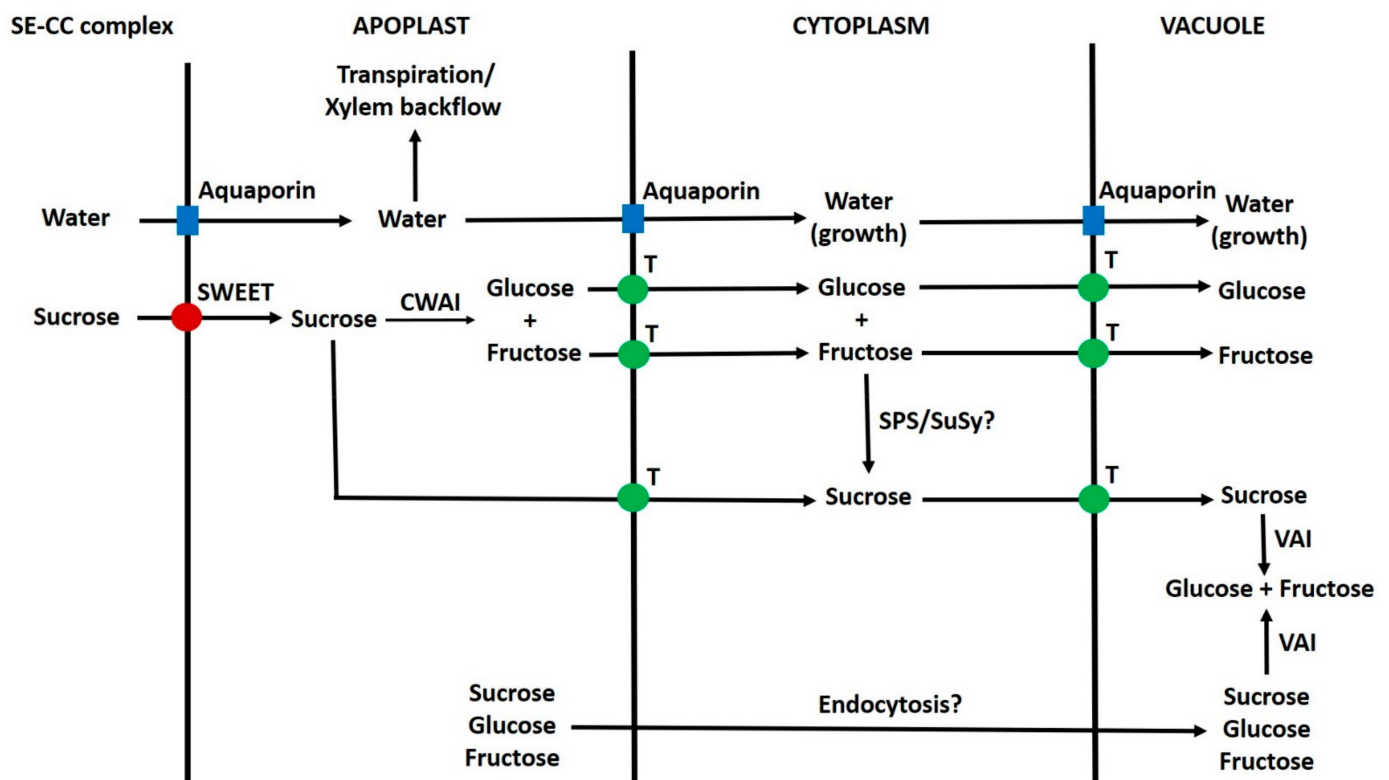 SE-CC complex
APOPLAST
CYTOPLASM
VACUOLE
Transpiration/
Xylem backflow
Water
Aquaporin
Water
Aquaporin
Water
(growth)
Aquaporin
Water
(growth)
Sucrose
SWEET
Sucrose
CWAI
Glucose
+
Fructose
T
T
Glucose
+
Fructose
T
T
Glucose
Fructose
SPS/SuSy?
T
Sucrose
T
Sucrose
VAI
Glucose + Fructose
VAI
Sucrose
Glucose
Fructose
Endocytosis?
Sucrose
Glucose
Fructose